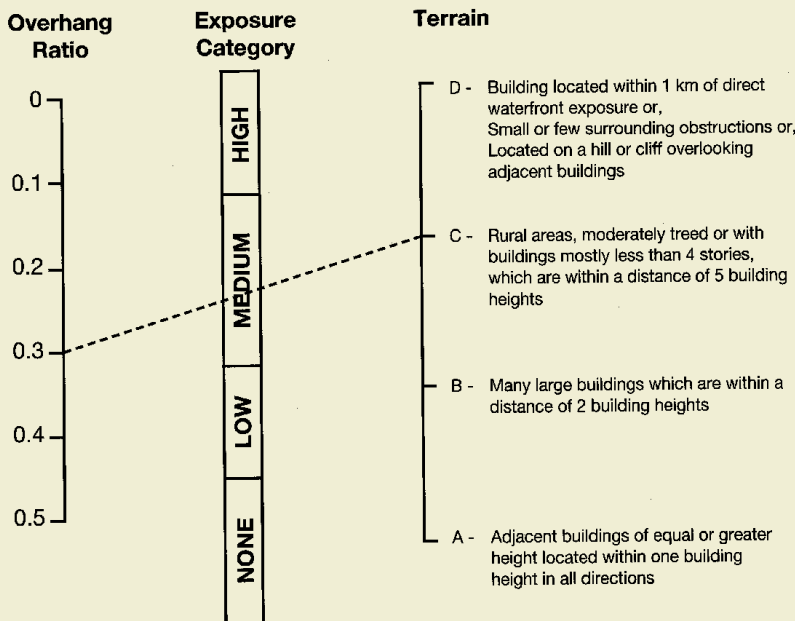 Overhang
Ratio
Exposure
Category
Terrain
0
0.1
0.2
0.3
0.4
0.5
HIGH
MEDIUM
LOW
NONE
D - Building located within 1 km of direct
waterfront exposure or,
Small or few surrounding obstructions or,
Located on a hill or cliff overlooking
adjacent buildings
C - Rural areas, moderately treed or with
buildings mostly less than 4 stories,
which are within a distance of 5 building
heights
B - Many large buildings which are within a
distance of 2 building heights
A - Adjacent buildings of equal or greater
height located within one building
height in all directions